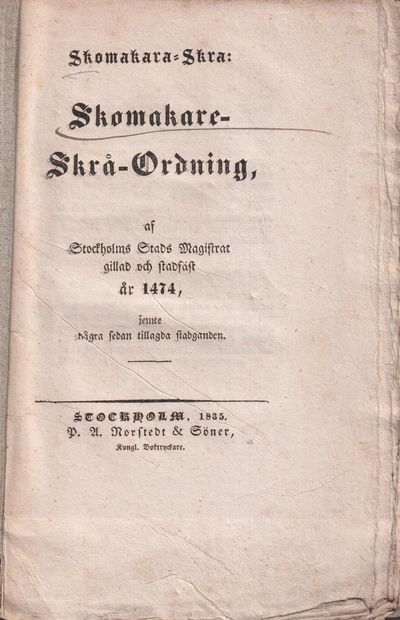 Skomakara-Skra:
Skomakare-
Skrå-Ordning,
af
Stockholms Stads Magistrat
gillad och stadfäst
år 1474,
jemte
några sedan tillagda stadganden.
STOCKHOLM, 1835.
P. A. Norstedt & Söner,
Kongl. Boktryckare.